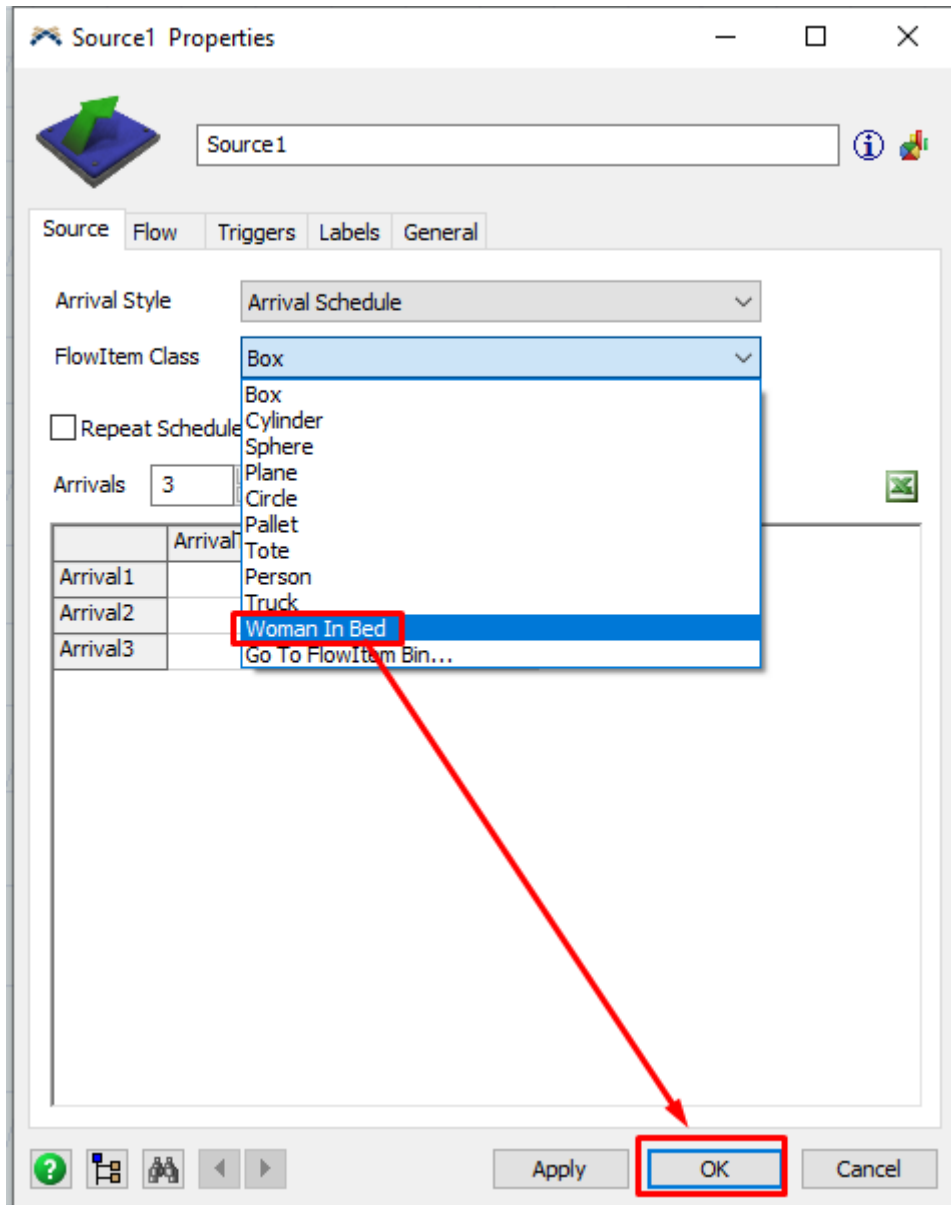 Source1 Properties
Source1
Source Flow Triggers Labels General
Arrival Style Arrival Schedule
FlowItem Class Box
Box
Cylinder
Repeat Schedule
Sphere
Plane
Arrivals 3
Circle
Pallet
Tote
Arrival1
Person
Truck
Arrival2
Woman In Bed
Arrival3
Go To FlowItem Bin...
Apply OK Cancel